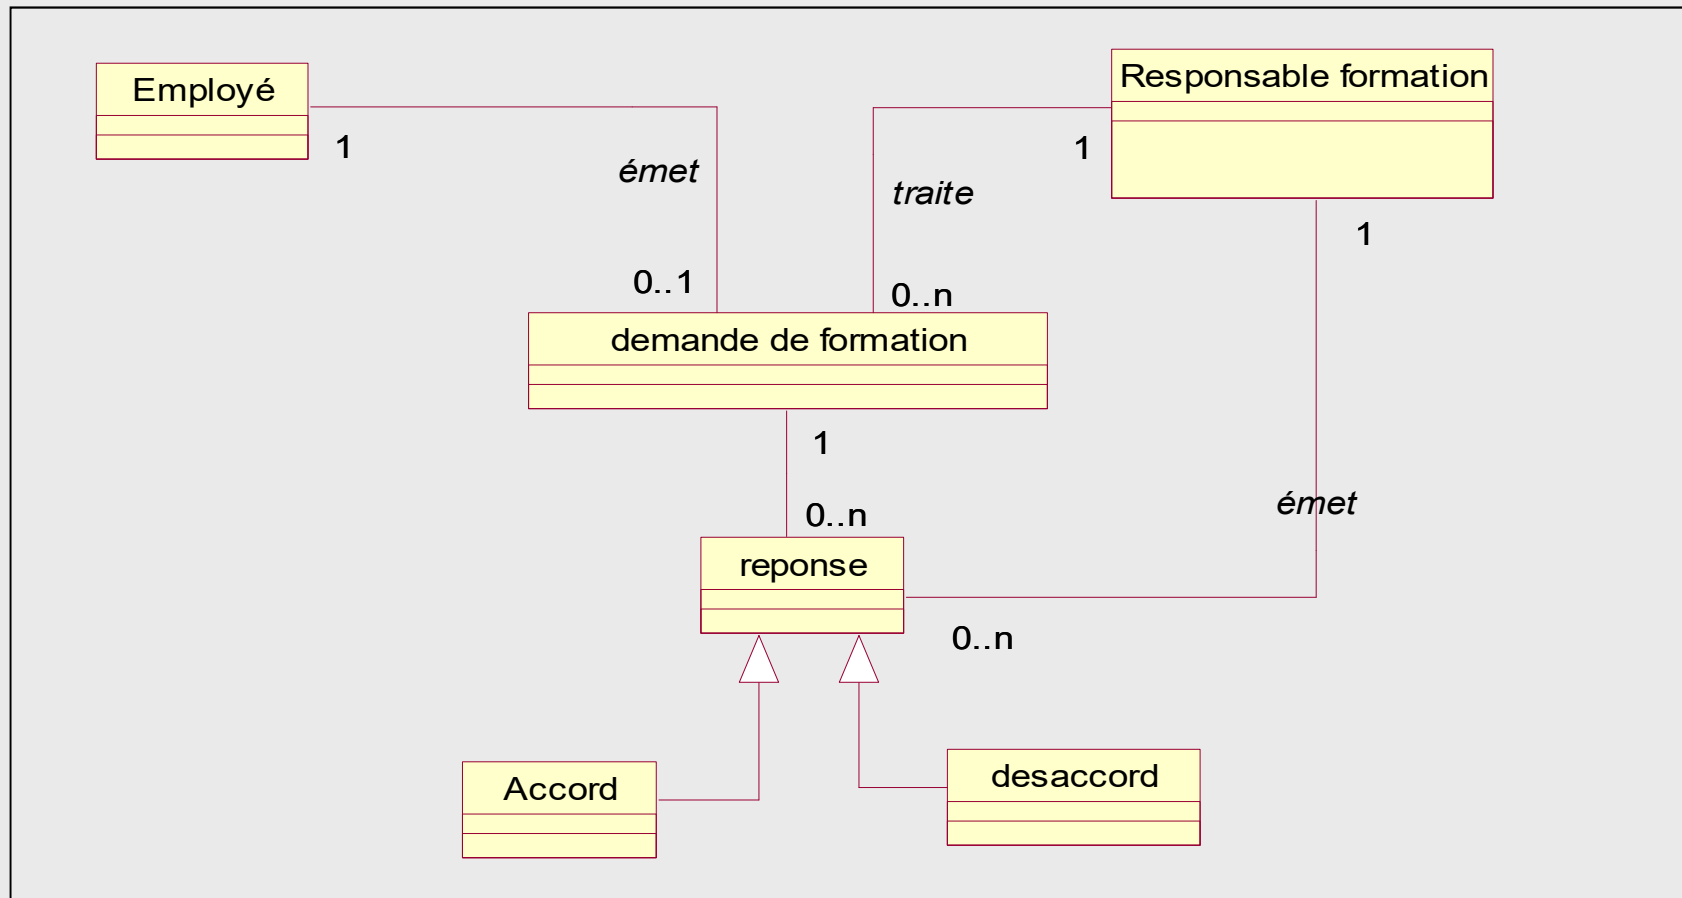 Employé
Responsable formation
1
émet
1
traite
1
0..1
0..n
demande de formation
1
émet
0..n
reponse
0..n
Accord
desaccord